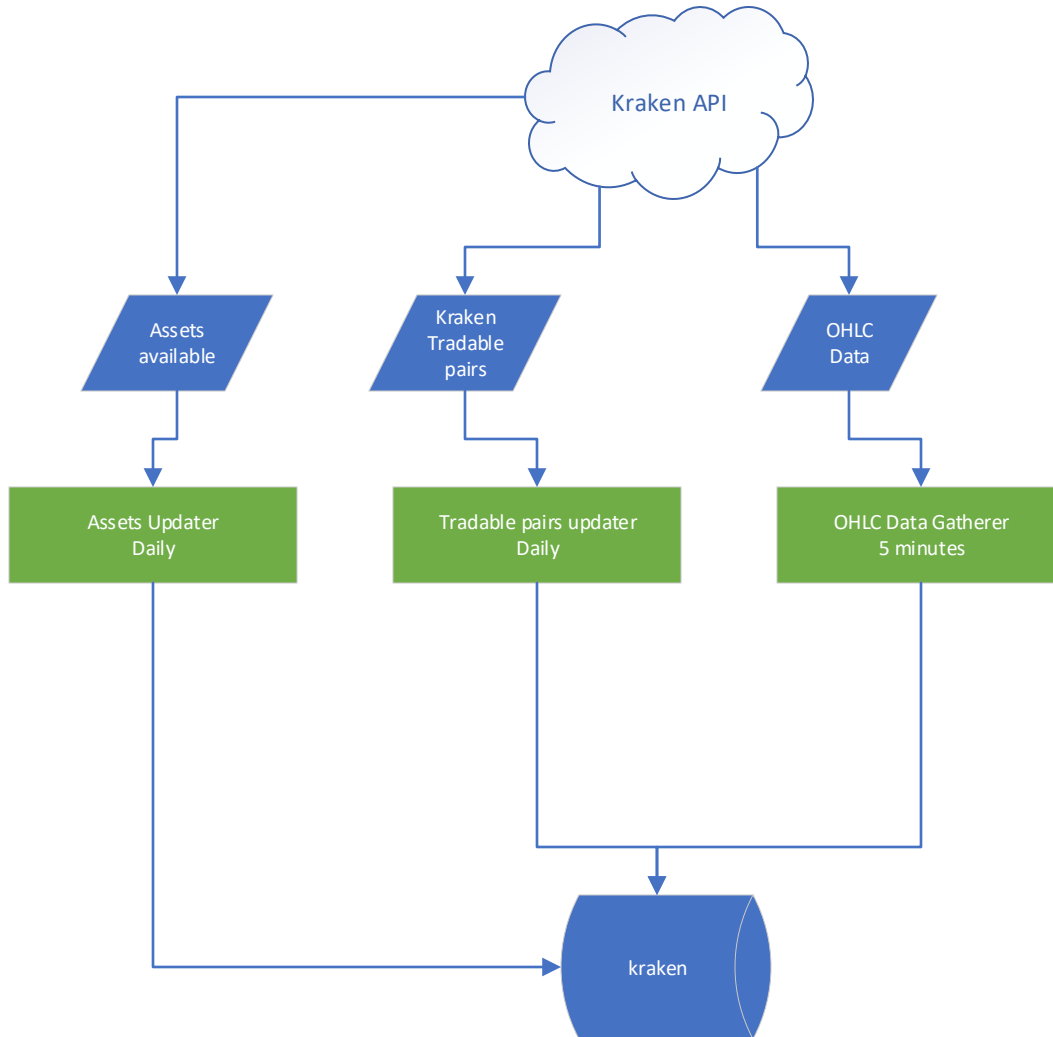 Kraken API
Assets
available
Kraken
Tradable
pairs
OHLC
Data
Assets Updater
Daily
Tradable pairs updater
Daily
OHLC Data Gatherer
5 minutes
kraken